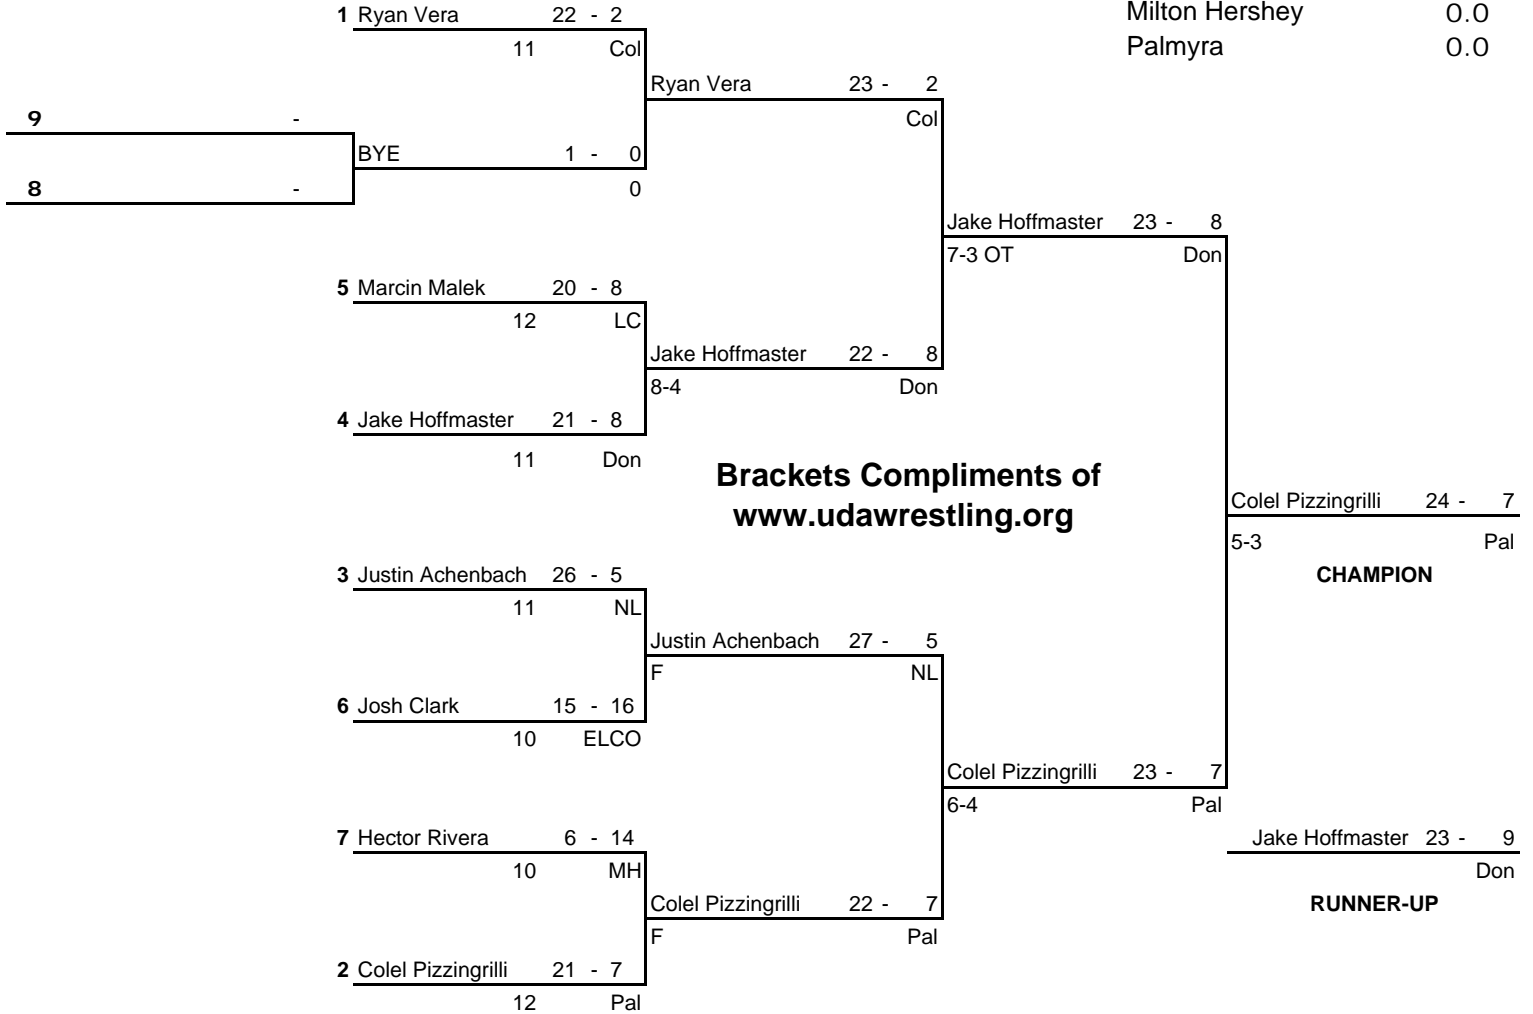 Milton Hershey 0.0
Palmyra 0.0
1 Ryan Vera 22 - 2
11 Col
Ryan Vera 23 - 2
Col
9 -
BYE 1 - 0
0
8 -
Jake Hoffmaster 23 - 8
7-3 OT Don
5 Marcin Malek 20 - 8
12 LC
Jake Hoffmaster 22 - 8
8-4 Don
4 Jake Hoffmaster 21 - 8
11 Don
Brackets Compliments of
www.udawrestling.org
Colel Pizzingrilli 24 - 7
5-3 Pal
CHAMPION
3 Justin Achenbach 26 - 5
11 NL
Justin Achenbach 27 - 5
F NL
6 Josh Clark 15 - 16
10 ELCO
Colel Pizzingrilli 23 - 7
6-4 Pal
7 Hector Rivera 6 - 14
10 MH
Jake Hoffmaster 23 - 9
Don
RUNNER-UP
Colel Pizzingrilli 22 - 7
F Pal
2 Colel Pizzingrilli 21 - 7
12 Pal